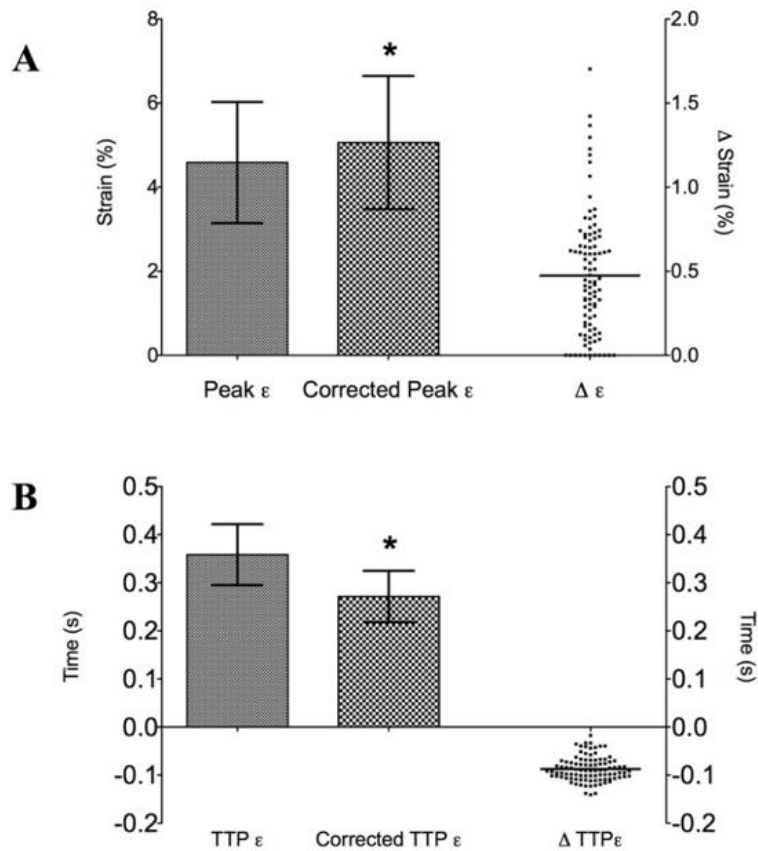 A
8
6
4
2
0
Strain (%)
*
2.0
1.5
1.0
0.5
0.0
Δ Strain (%)
Peak ε
Corrected Peak ε
Δ ε
B
0.5
0.4
0.3
0.2
0.1
0.0
-0.1
-0.2
Time (s)
*
0.5
0.4
0.3
0.2
0.1
0.0
-0.1
-0.2
Time (s)
TTP ε
Corrected TTP ε
Δ TTPε